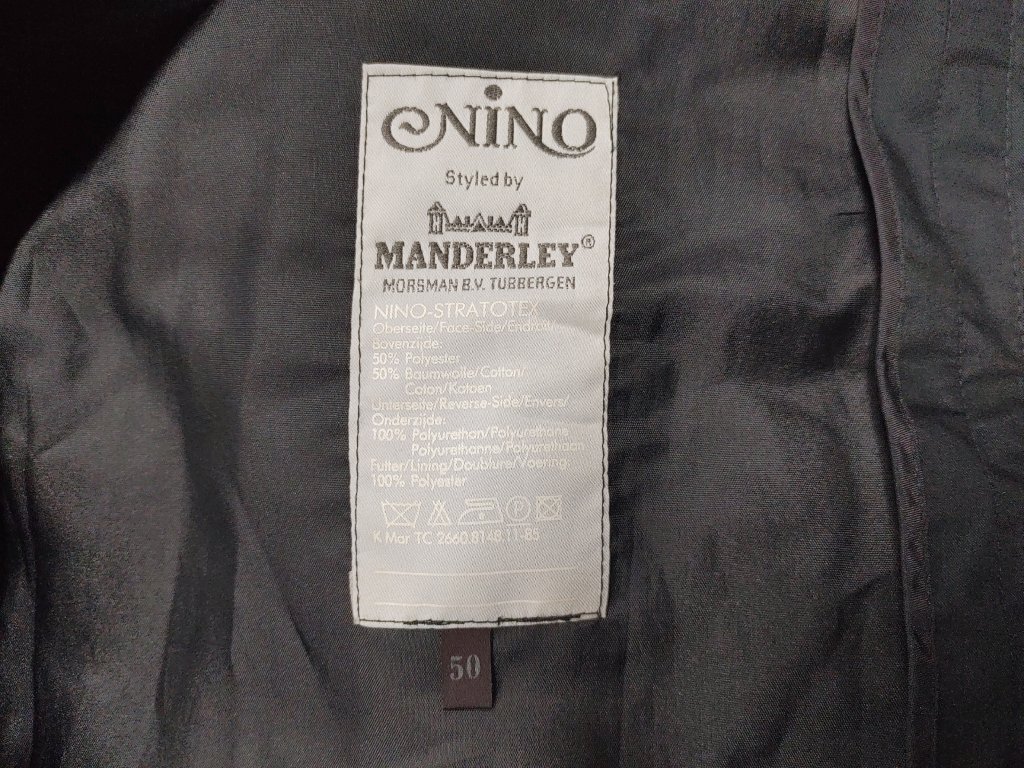 NINO
Styled by
MANDERLEY®
MORSMAN B.V. TUBBERGEN
NINO-STRATOTEX
Oberseite/Face-Side/Endroit/
Bovenzijde:
50% Polyester
50% Baumwolle/Cotton/
Coton/Katoen
Unterseite/Reverse-Side/Envers/
Onderzijde:
100% Polyurethan/Polyurethane
Polyurethanne/Polyurethaan
Futter/Lining/Doublure/Voering:
100% Polyester
P
K Mar TC 2660.8148.11-85
50